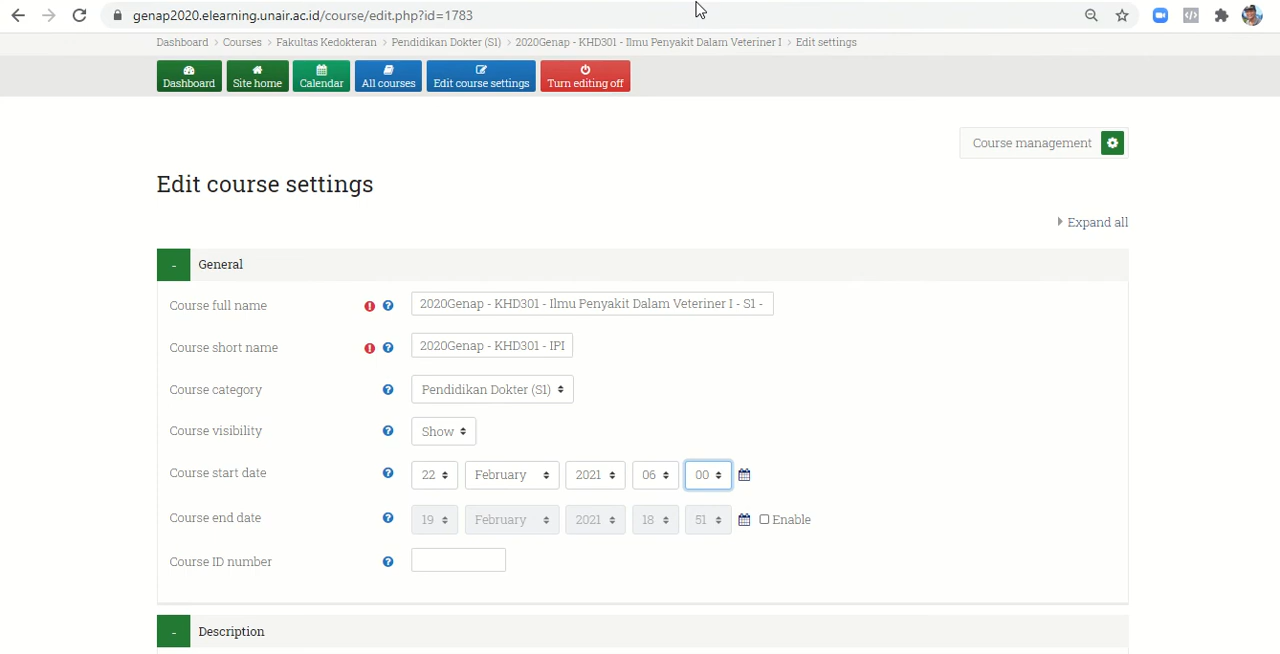 genap2020.elearning.unair.ac.id/course/edit.php?id=1783
Dashboard > Courses > Fakultas Kedokteran > Pendidikan Dokter (S1) > 2020Genap - KHD301 - Ilmu Penyakit Dalam Veteriner I > Edit settings
Dashboard Site home Calendar All courses Edit course settings Turn editing off
Course management
Edit course settings
Expand all
- General
Course full name ! ? 2020Genap - KHD301 - Ilmu Penyakit Dalam Veteriner I - S1 -
Course short name ! ? 2020Genap - KHD301 - IPI
Course category ? Pendidikan Dokter (S1)
Course visibility ? Show
Course start date ? 22 February 2021 06 00
Course end date ? 19 February 2021 18 51 Enable
Course ID number ?
- Description